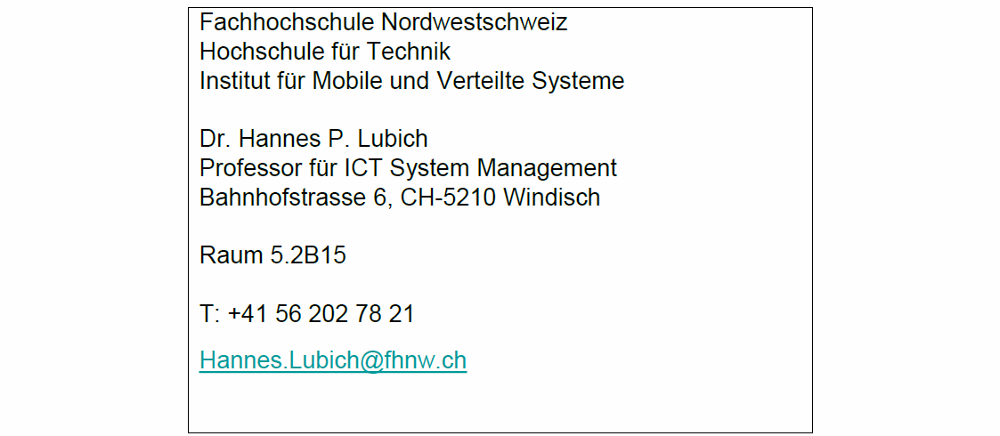 Fachhochschule Nordwestschweiz
Hochschule für Technik
Institut für Mobile und Verteilte Systeme
Dr. Hannes P. Lubich
Professor für ICT System Management
Bahnhofstrasse 6, CH-5210 Windisch
Raum 5.2B15
T: +41 56 202 78 21
Hannes.Lubich@fhnw.ch